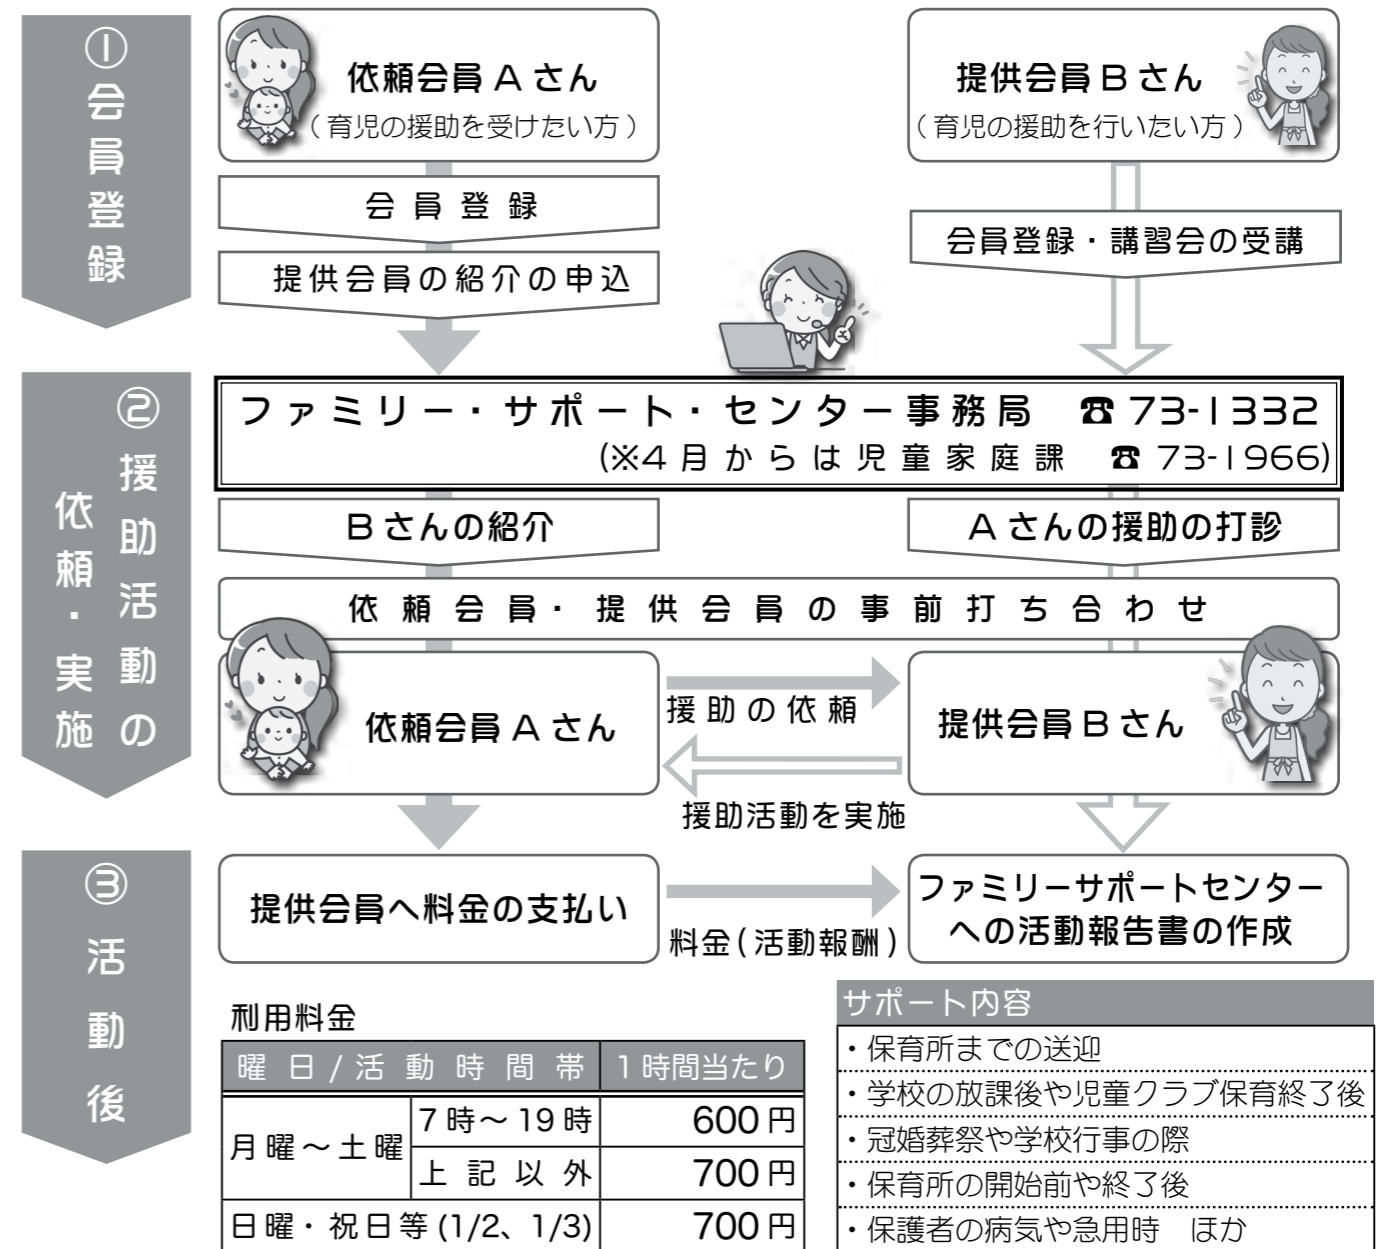 ①会員登録
依頼会員Aさん
(育児の援助を受けたい方)
提供会員Bさん
(育児の援助を行いたい方)
会員登録
提供会員の紹介の申込
会員登録・講習会の受講
②援助活動の
依頼・実施
ファミリー・サポート・センター事務局 ☎73-1332
(※4月からは児童家庭課 ☎73-1966)
Bさんの紹介
Aさんの援助の打診
依頼会員・提供会員の事前打ち合わせ
依頼会員Aさん
援助の依頼
提供会員Bさん
援助活動を実施
③活動後
提供会員へ料金の支払い
料金(活動報酬)
ファミリーサポートセンター
への活動報告書の作成
利用料金
曜日/活動時間帯 1時間当たり
月曜~土曜 7時~19時 600円
上記以外 700円
日曜・祝日等(1/2、1/3) 700円
サポート内容
・保育所までの送迎
・学校の放課後や児童クラブ保育終了後
・冠婚葬祭や学校行事の際
・保育所の開始前や終了後
・保護者の病気や急用時 ほか